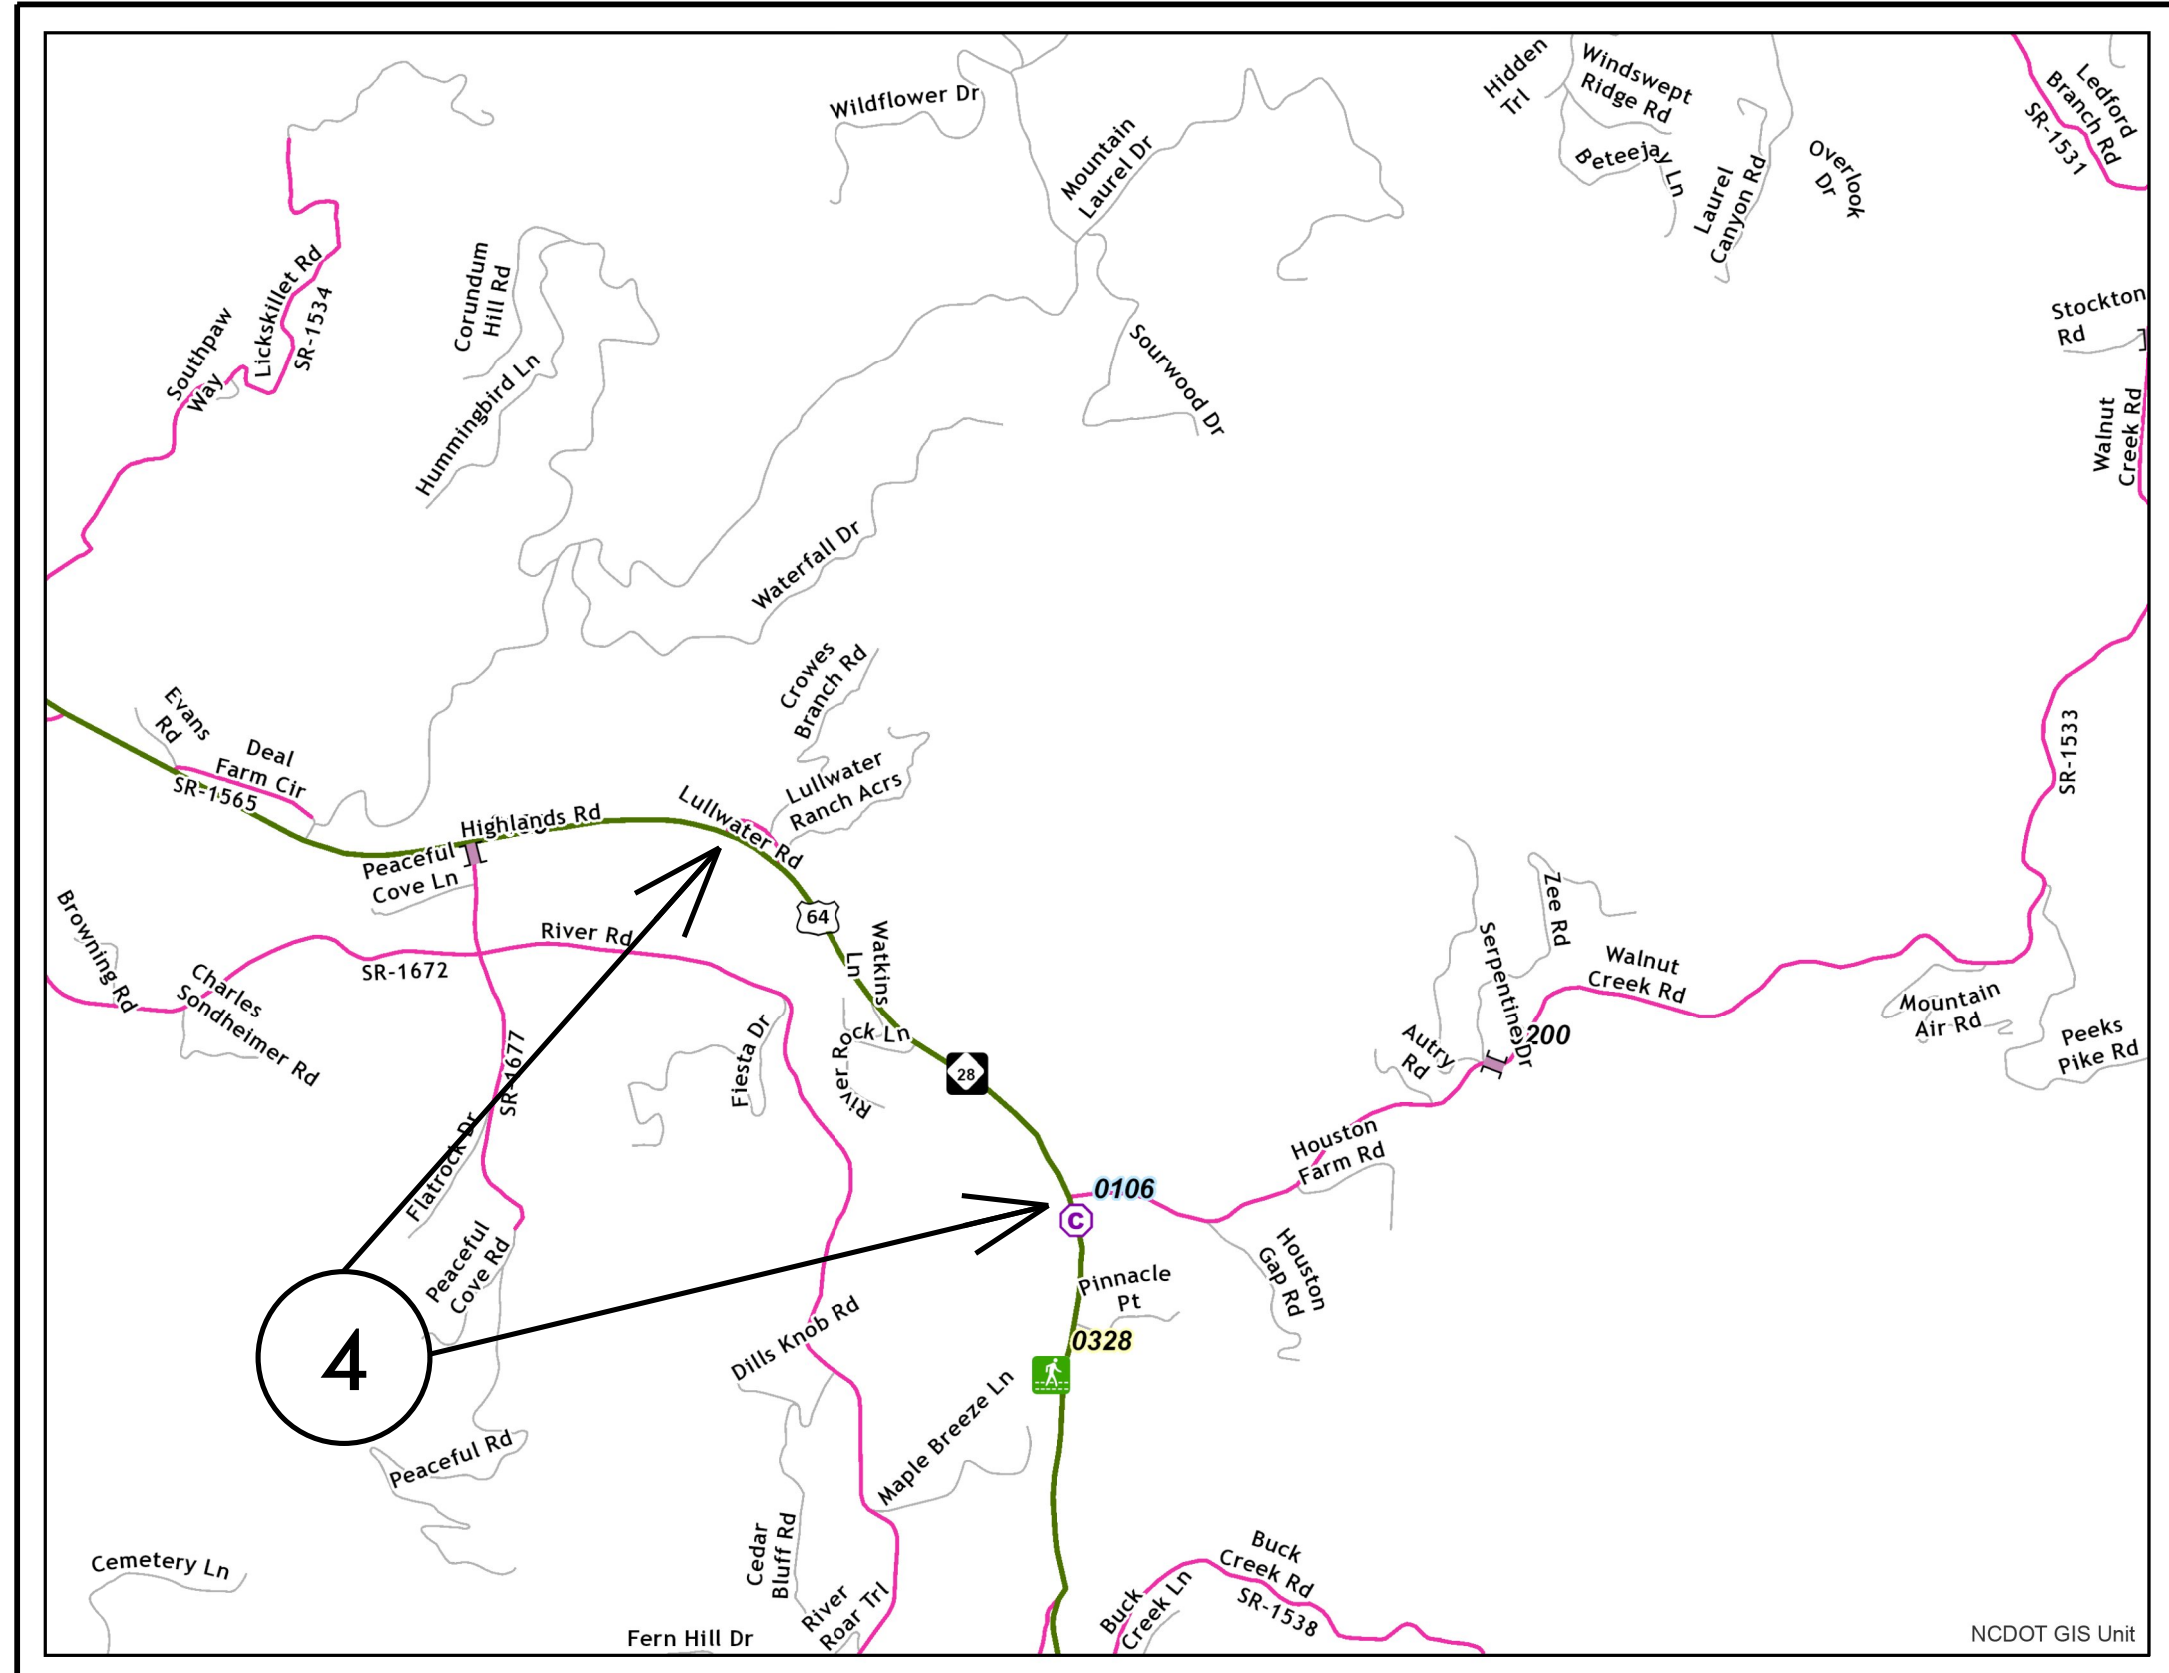 Hidden
Trl
Windswept
Ridge Rd
Ledford
Branch Rd
SR-1531
Wildflower Dr
Mountain
Laurel Dr
Beteejay Ln
Laurel
Canyon Rd
Overlook
Dr
Corundum
Hill Rd
Lickskillet Rd
SR-1534
Southpaw
Way
Stockton
Rd
Hummingbird Ln
Sourwood Dr
Walnut
Creek Rd
Waterfall Dr
Crowes
Branch Rd
Evans
Rd
Deal
Farm Cir
SR-1565
Lullwater
Ranch Acrs
SR-1533
Highlands Rd
Lullwater Rd
Peaceful
Cove Ln
64
Browning Rd
River Rd
SR-1672
Watkins
Ln
Zee Rd
Serpentine Dr
Walnut
Creek Rd
Charles
Sondheimer Rd
Mountain
Air Rd
Peeks
Pike Rd
SR-1677
Fiesta Dr
River Rock Ln
28
Autry
Rd
200
Flatrock Dr
Houston
Farm Rd
0106
C
Peaceful
Cove Rd
Houston
Gap Rd
Pinnacle
Pt
4
Dills Knob Rd
0328
Maple Breeze Ln
Peaceful Rd
Cedar
Bluff Rd
Cemetery Ln
Buck
Creek Rd
SR-1538
Buck
Creek Ln
River
Roar Trl
Fern Hill Dr
NCDOT GIS Unit